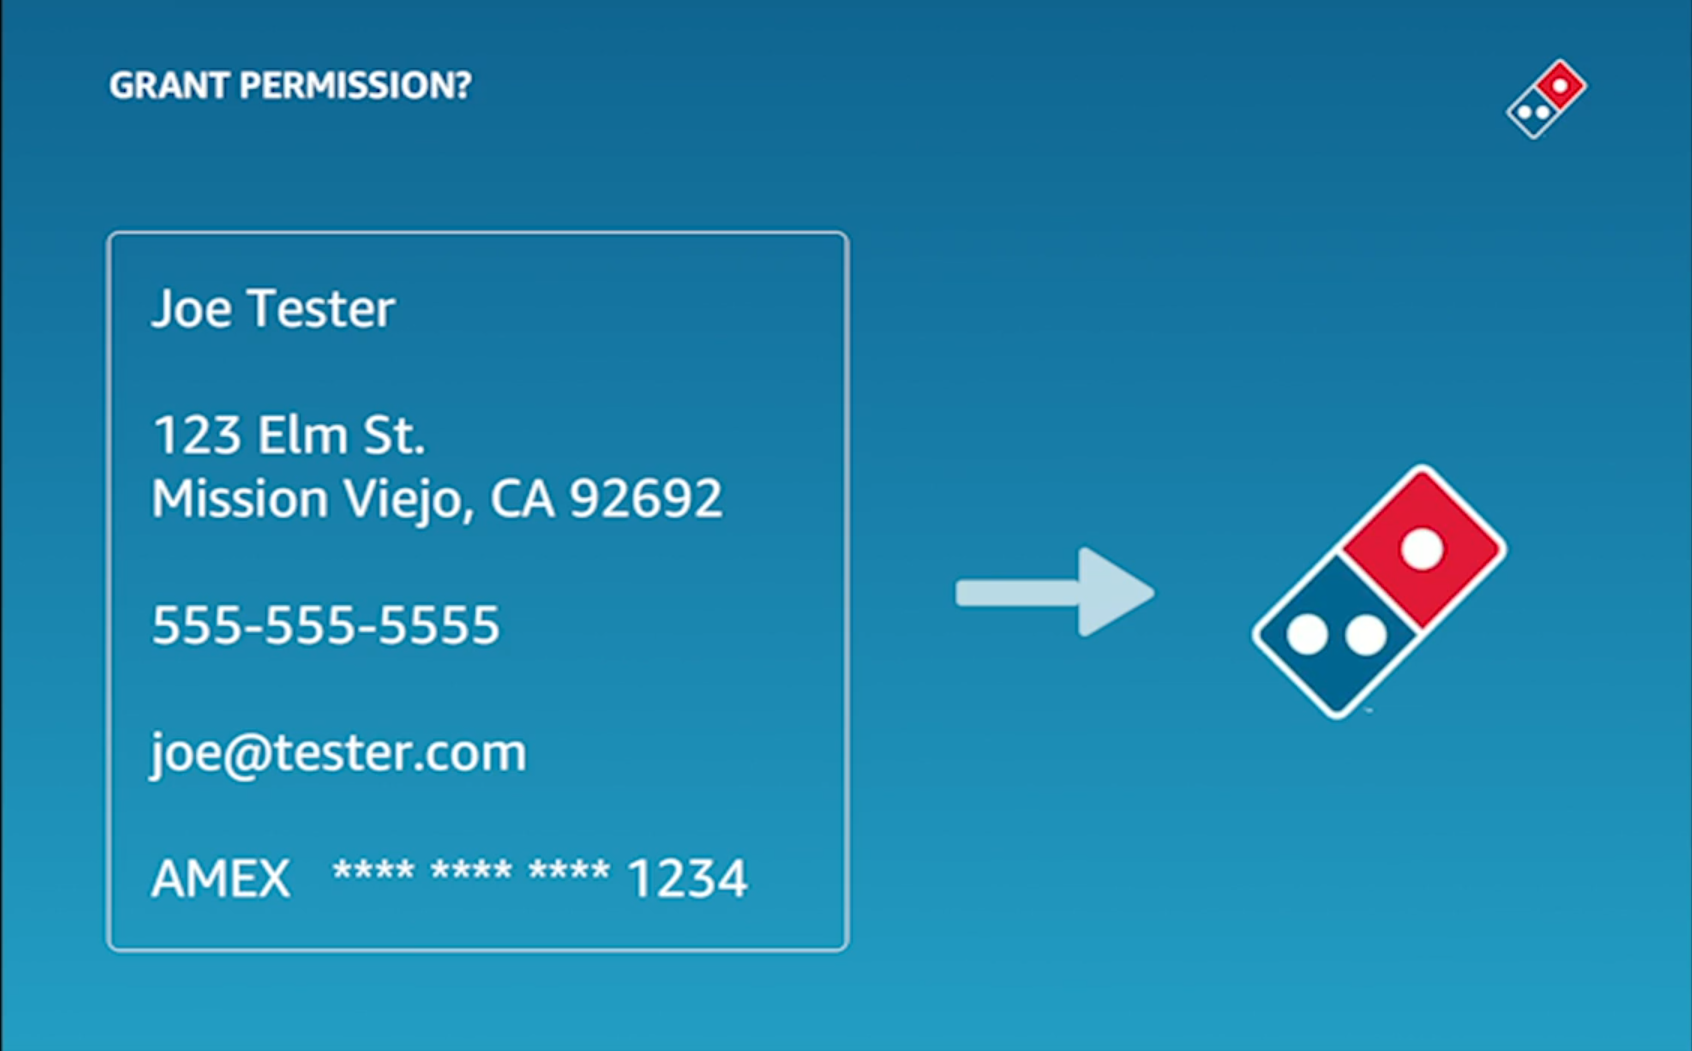 GRANT PERMISSION?
Joe Tester
123 Elm St.
Mission Viejo, CA 92692
555-555-5555
joe@tester.com
AMEX **** **** **** 1234